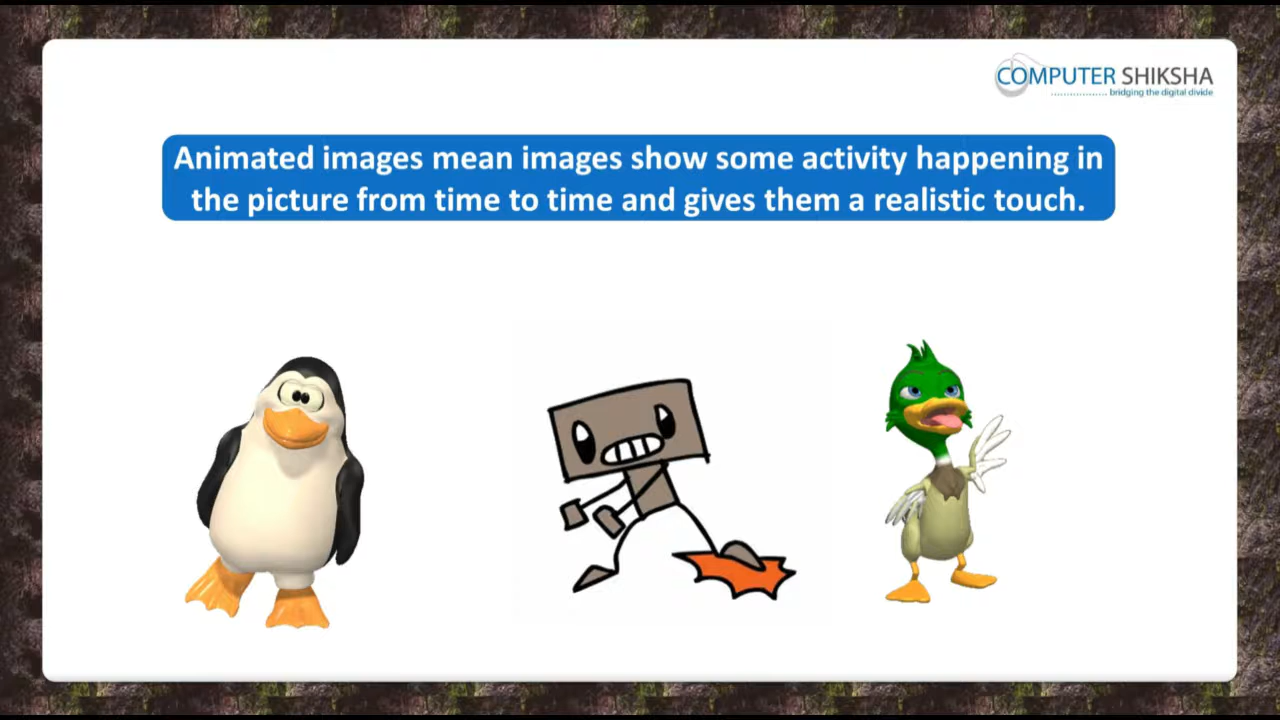 COMPUTER SHIKSHA
bridging the digital divide
Animated images mean images show some activity happening in
the picture from time to time and gives them a realistic touch.